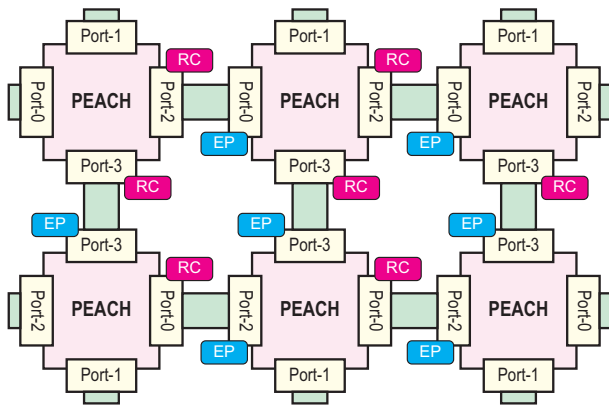 Port-1 Port-1 Port-1
RC RC
Port-0 PEACH Port-2 Port-0 PEACH Port-2 Port-0 PEACH Port-2
EP EP
Port-3 Port-3 Port-3
RC RC RC
EP EP EP
Port-3 Port-3 Port-3
RC RC
Port-2 PEACH Port-0 Port-2 PEACH Port-0 Port-2 PEACH Port-0
EP EP
Port-1 Port-1 Port-1